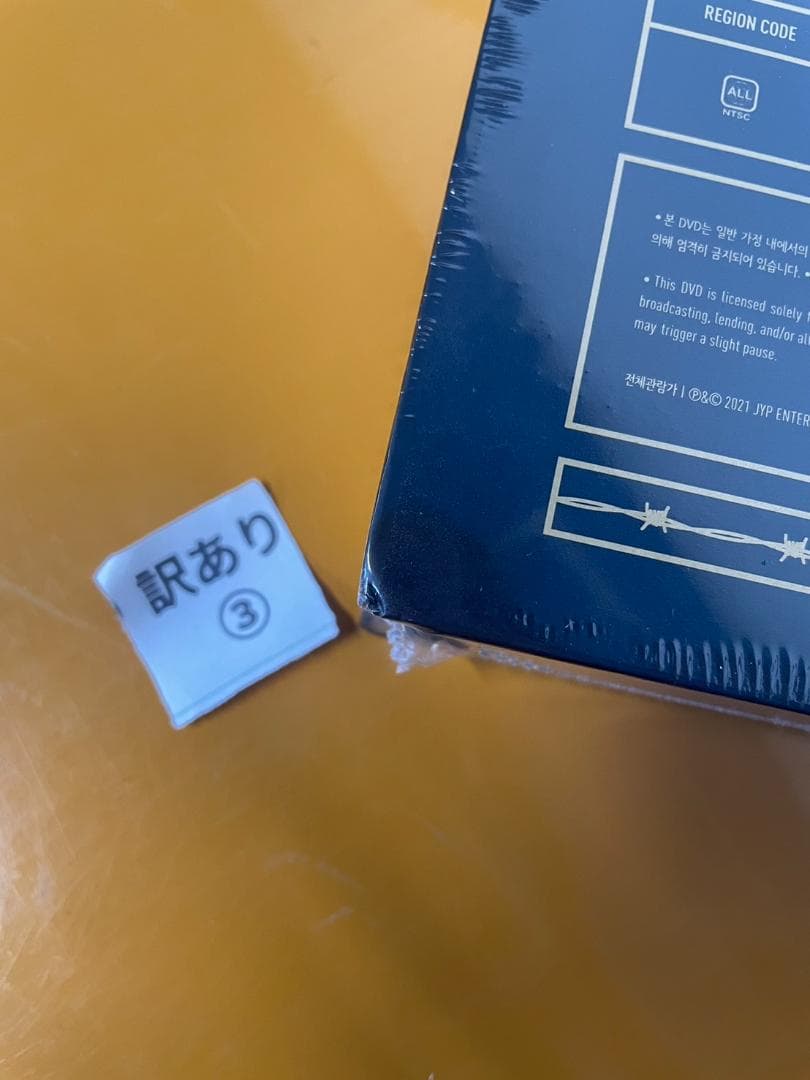 REGION CODE
ALL
NTSC
• 본 DVD는 일반 가정 내에서의
의해 엄격히 금지되어 있습니다. •
• This DVD is licensed solely f
broadcasting, lending, and/or alt
may trigger a slight pause.
전체관람가 | ℗&© 2021 JYP ENTER
訳あり
③